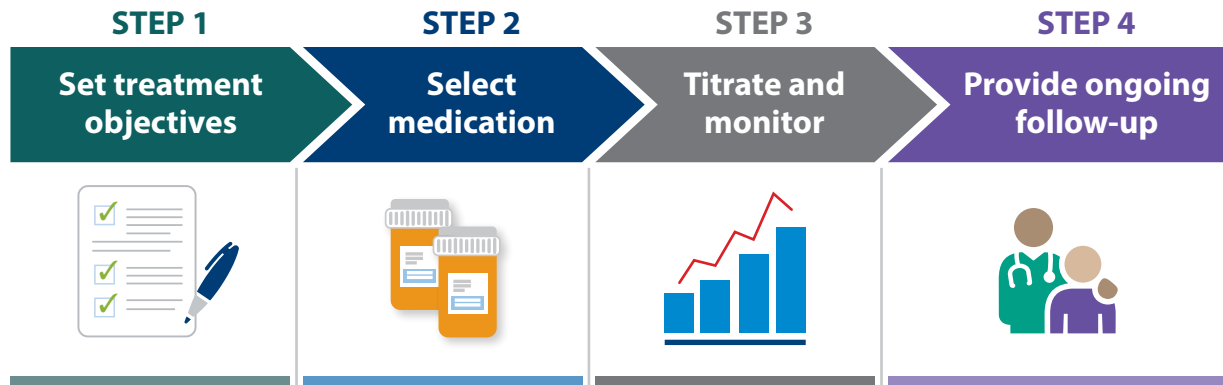 STEP 1
Set treatment
objectives
STEP 2
Select
medication
STEP 3
Titrate and
monitor
STEP 4
Provide ongoing
follow-up